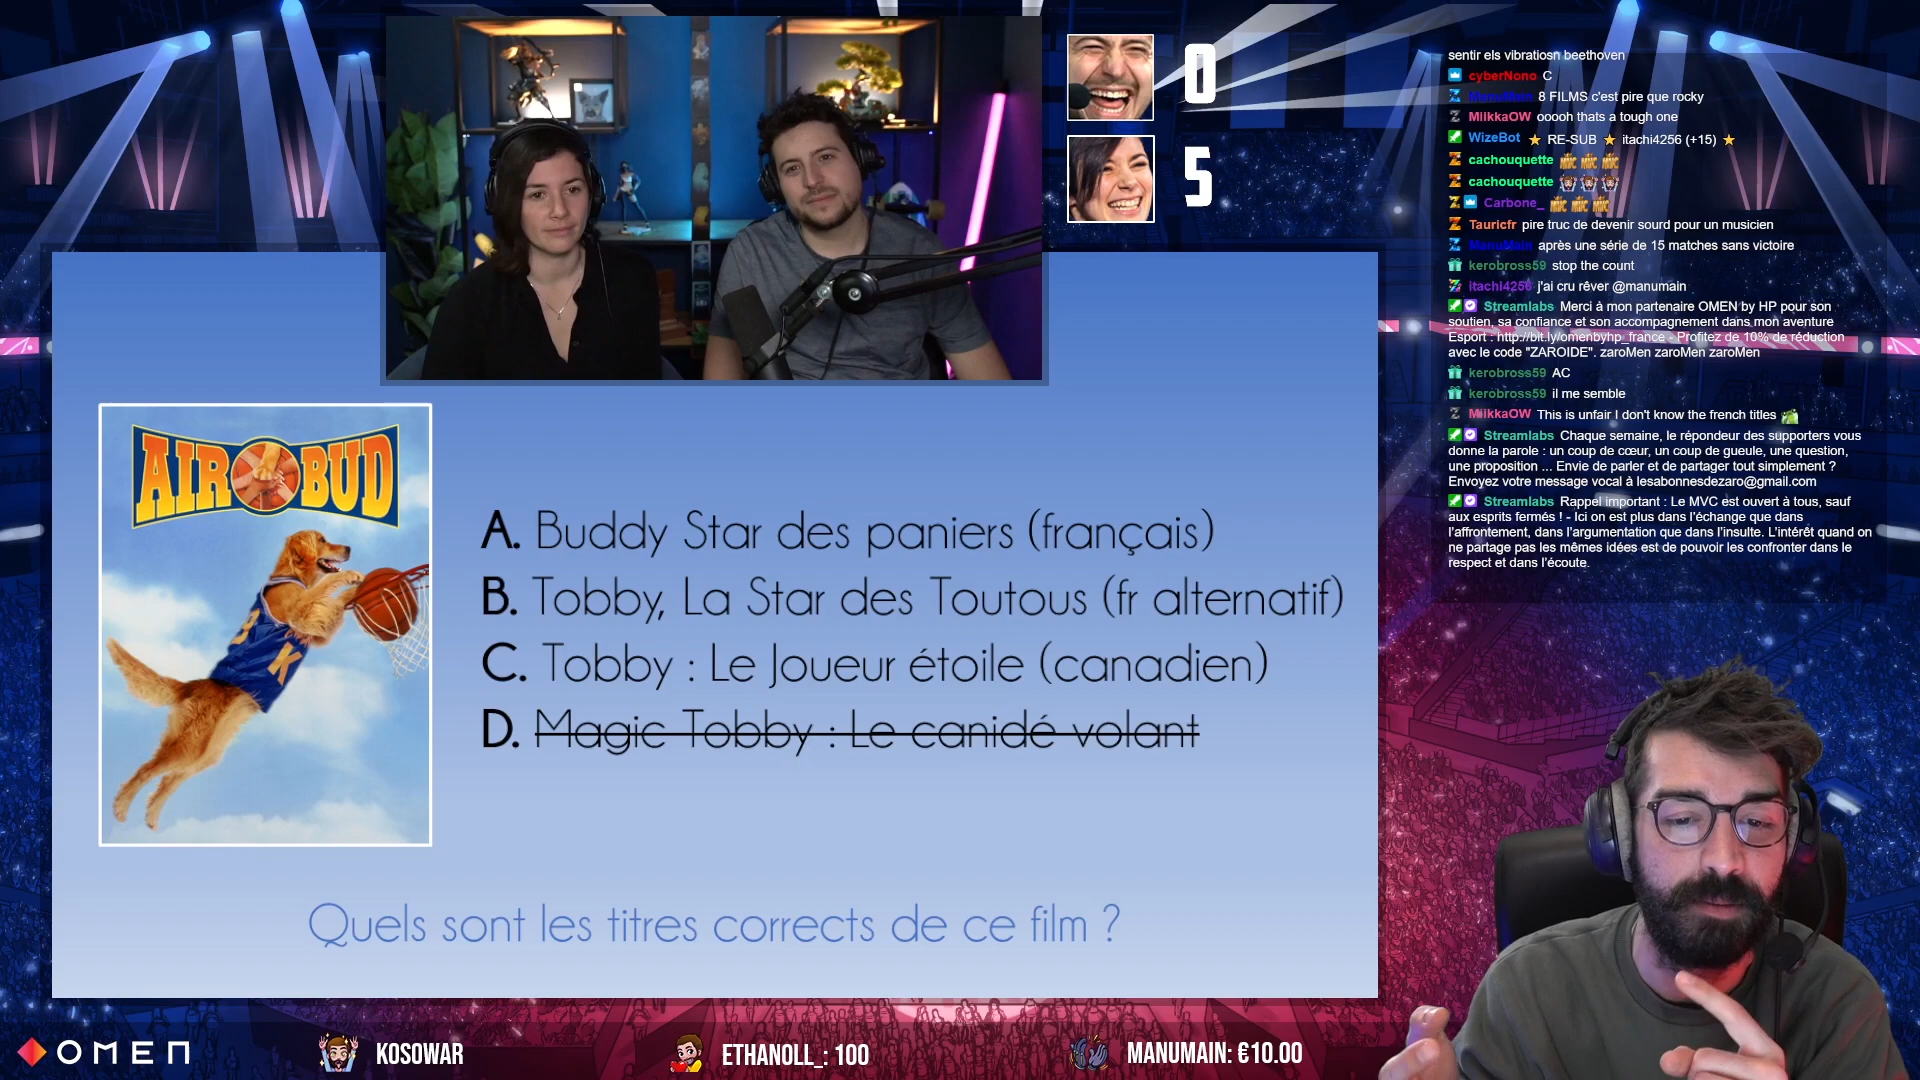 0
5
AIR BUD
K
A. Buddy Star des paniers (français)
B. Tobby, La Star des Toutous (fr alternatif)
C. Tobby : Le Joueur étoile (canadien)
D. Magic Tobby : Le canidé volant
Quels sont les titres corrects de ce film ?
sentir els vibratiosn beethoven
cyberNono C
ManuMain 8 FILMS c'est pire que rocky
MiikkaOW ooooh thats a tough one
WizeBot ★ RE-SUB ★ itachi4256 (+15) ★
cachouquette
cachouquette
Carbone_
Tauricfr pire truc de devenir sourd pour un musicien
ManuMain après une série de 15 matches sans victoire
kerobross59 stop the count
itachi4256 j'ai cru rêver @manumain
Streamlabs Merci à mon partenaire OMEN by HP pour son
soutien, sa confiance et son accompagnement dans mon aventure
Esport : http://bit.ly/omenbyhp_france - Profitez de 10% de réduction
avec le code "ZAROIDE". zaroMen zaroMen zaroMen
kerobross59 AC
kerobross59 il me semble
MiikkaOW This is unfair I don't know the french titles
Streamlabs Chaque semaine, le répondeur des supporters vous
donne la parole : un coup de cœur, un coup de gueule, une question,
une proposition ... Envie de parler et de partager tout simplement ?
Envoyez votre message vocal à lesabonnesdezaro@gmail.com
Streamlabs Rappel important : Le MVC est ouvert à tous, sauf
aux esprits fermés ! - Ici on est plus dans l'échange que dans
l'affrontement, dans l'argumentation que dans l'insulte. L'intérêt quand on
ne partage pas les mêmes idées est de pouvoir les confronter dans le
respect et dans l'écoute.
OMEN
KOSOWAR
ETHANOLL_: 100
MANUMAIN: €10.00